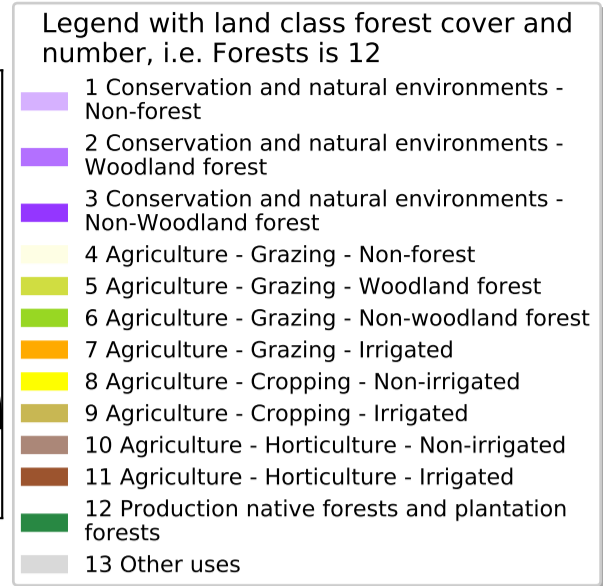 Legend with land class forest cover and
number, i.e. Forests is 12
1 Conservation and natural environments -
Non-forest
2 Conservation and natural environments -
Woodland forest
3 Conservation and natural environments -
Non-Woodland forest
4 Agriculture - Grazing - Non-forest
5 Agriculture - Grazing - Woodland forest
6 Agriculture - Grazing - Non-woodland forest
7 Agriculture - Grazing - Irrigated
8 Agriculture - Cropping - Non-irrigated
9 Agriculture - Cropping - Irrigated
10 Agriculture - Horticulture - Non-irrigated
11 Agriculture - Horticulture - Irrigated
12 Production native forests and plantation
forests
13 Other uses